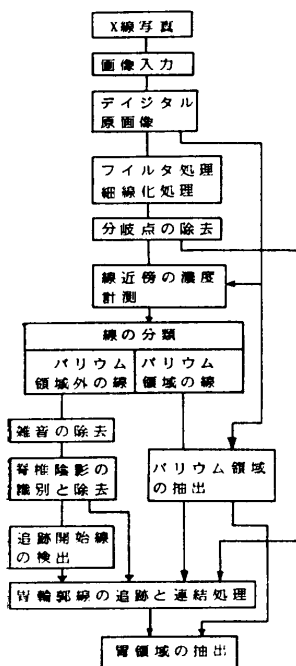 X線写真
画像入力
デイジタル
原画像
フイルタ処理
細線化処理
分岐点の除去
線近傍の濃度
計測
線の分類
バリウム
領域外の線
バリウム
領域の線
雑音の除去
脊椎陰影の
識別と除去
バリウム領域
の抽出
追跡開始線
の検出
胃輪郭線の追跡と連結処理
胃領域の抽出